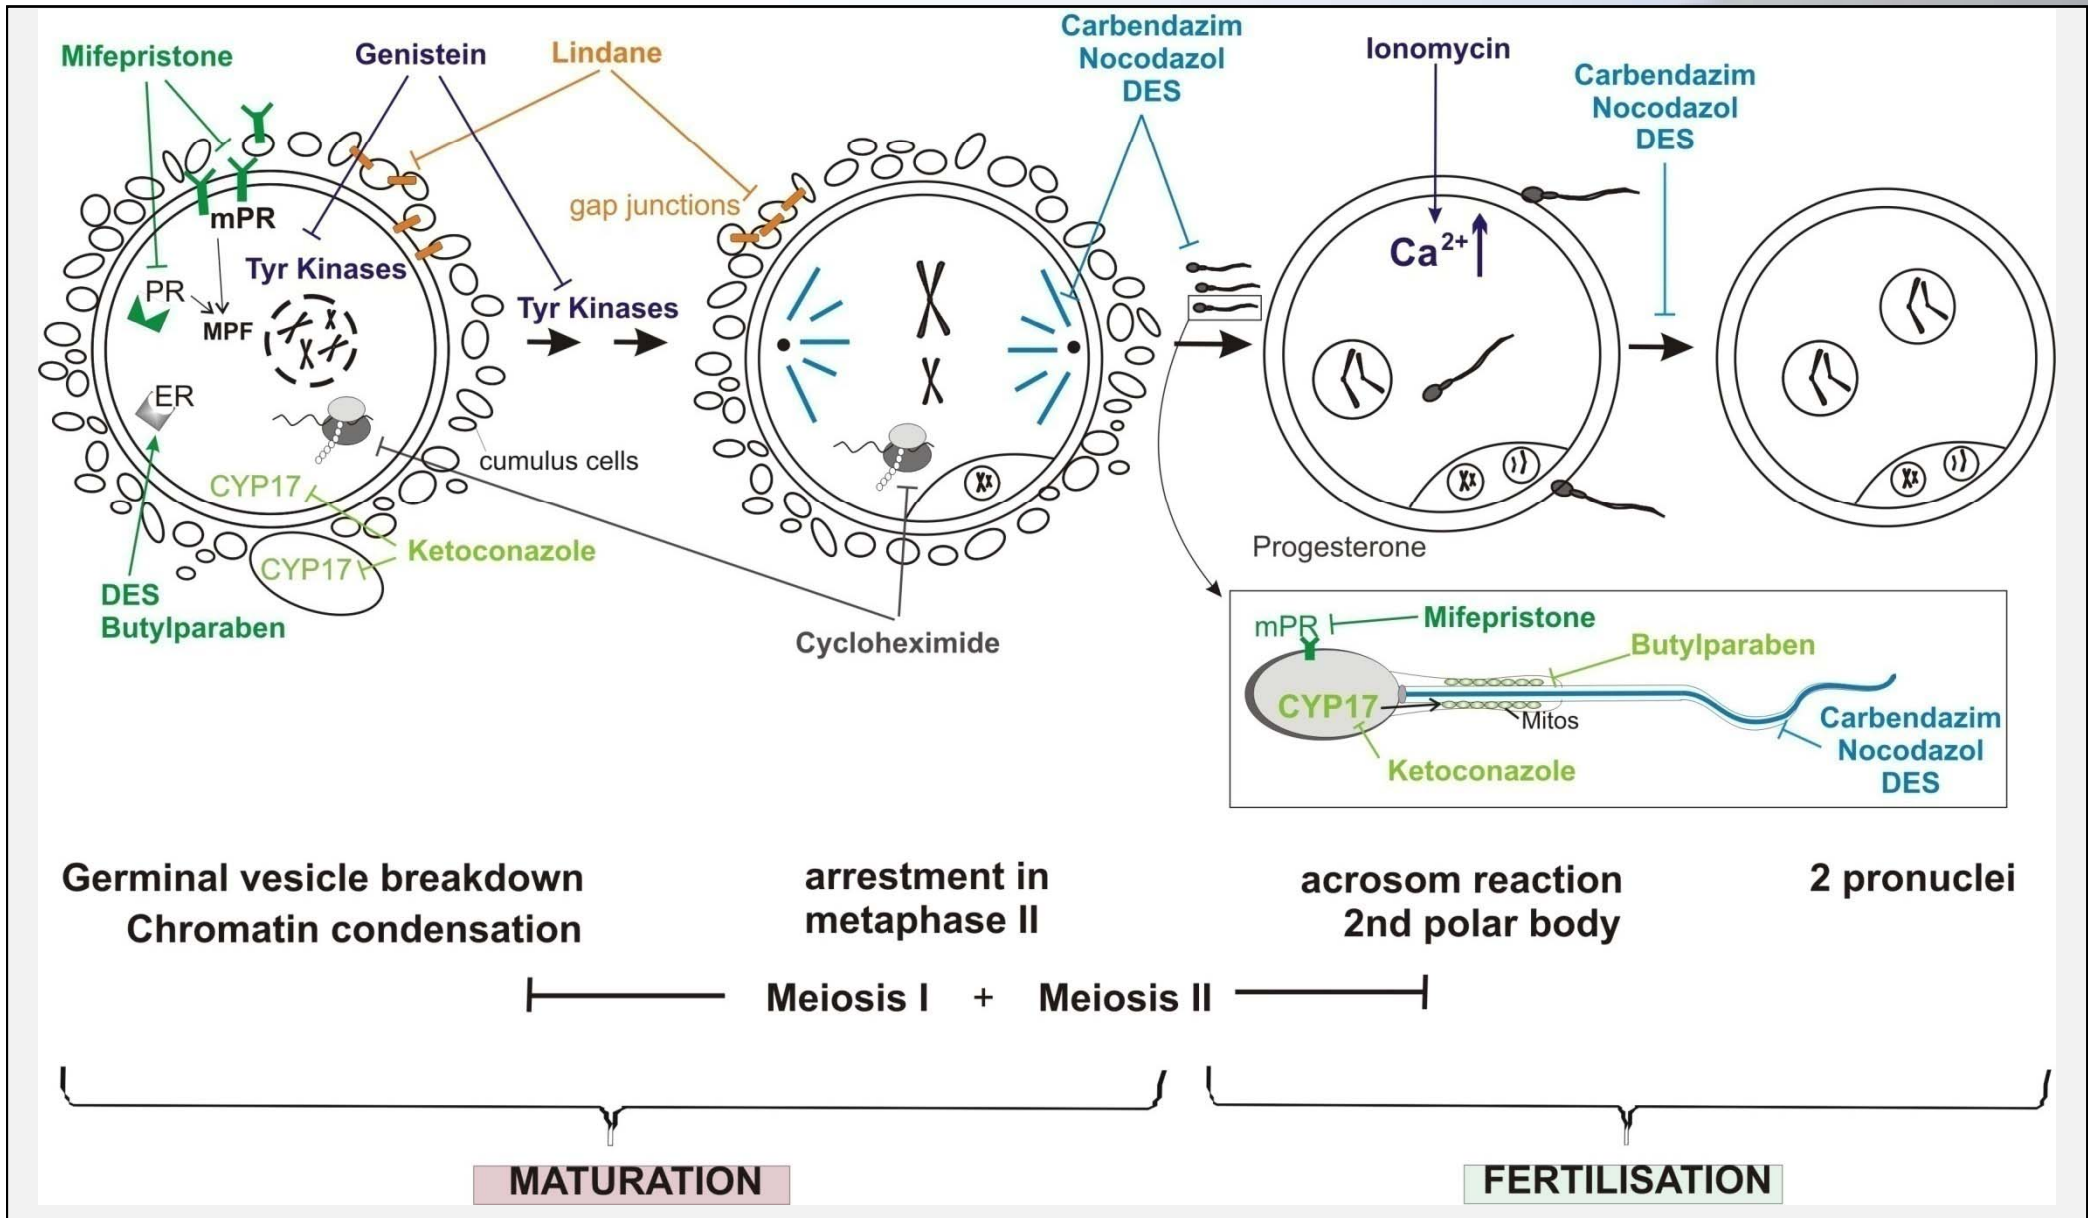 Mifepristone
Genistein
Lindane
Carbendazim
Nocodazol
DES
Ionomycin
Carbendazim
Nocodazol
DES
mPR
gap junctions
Tyr Kinases
PR
MPF
Tyr Kinases
Ca²⁺
ER
cumulus cells
CYP17
Ketoconazole
CYP17
DES
Butylparaben
Cycloheximide
Progesterone
mPR
Mifepristone
Butylparaben
CYP17
Mitos
Ketoconazole
Carbendazim
Nocodazol
DES
Germinal vesicle breakdown
Chromatin condensation
arrestment in
metaphase II
acrosom reaction
2nd polar body
2 pronuclei
Meiosis I + Meiosis II
MATURATION
FERTILISATION